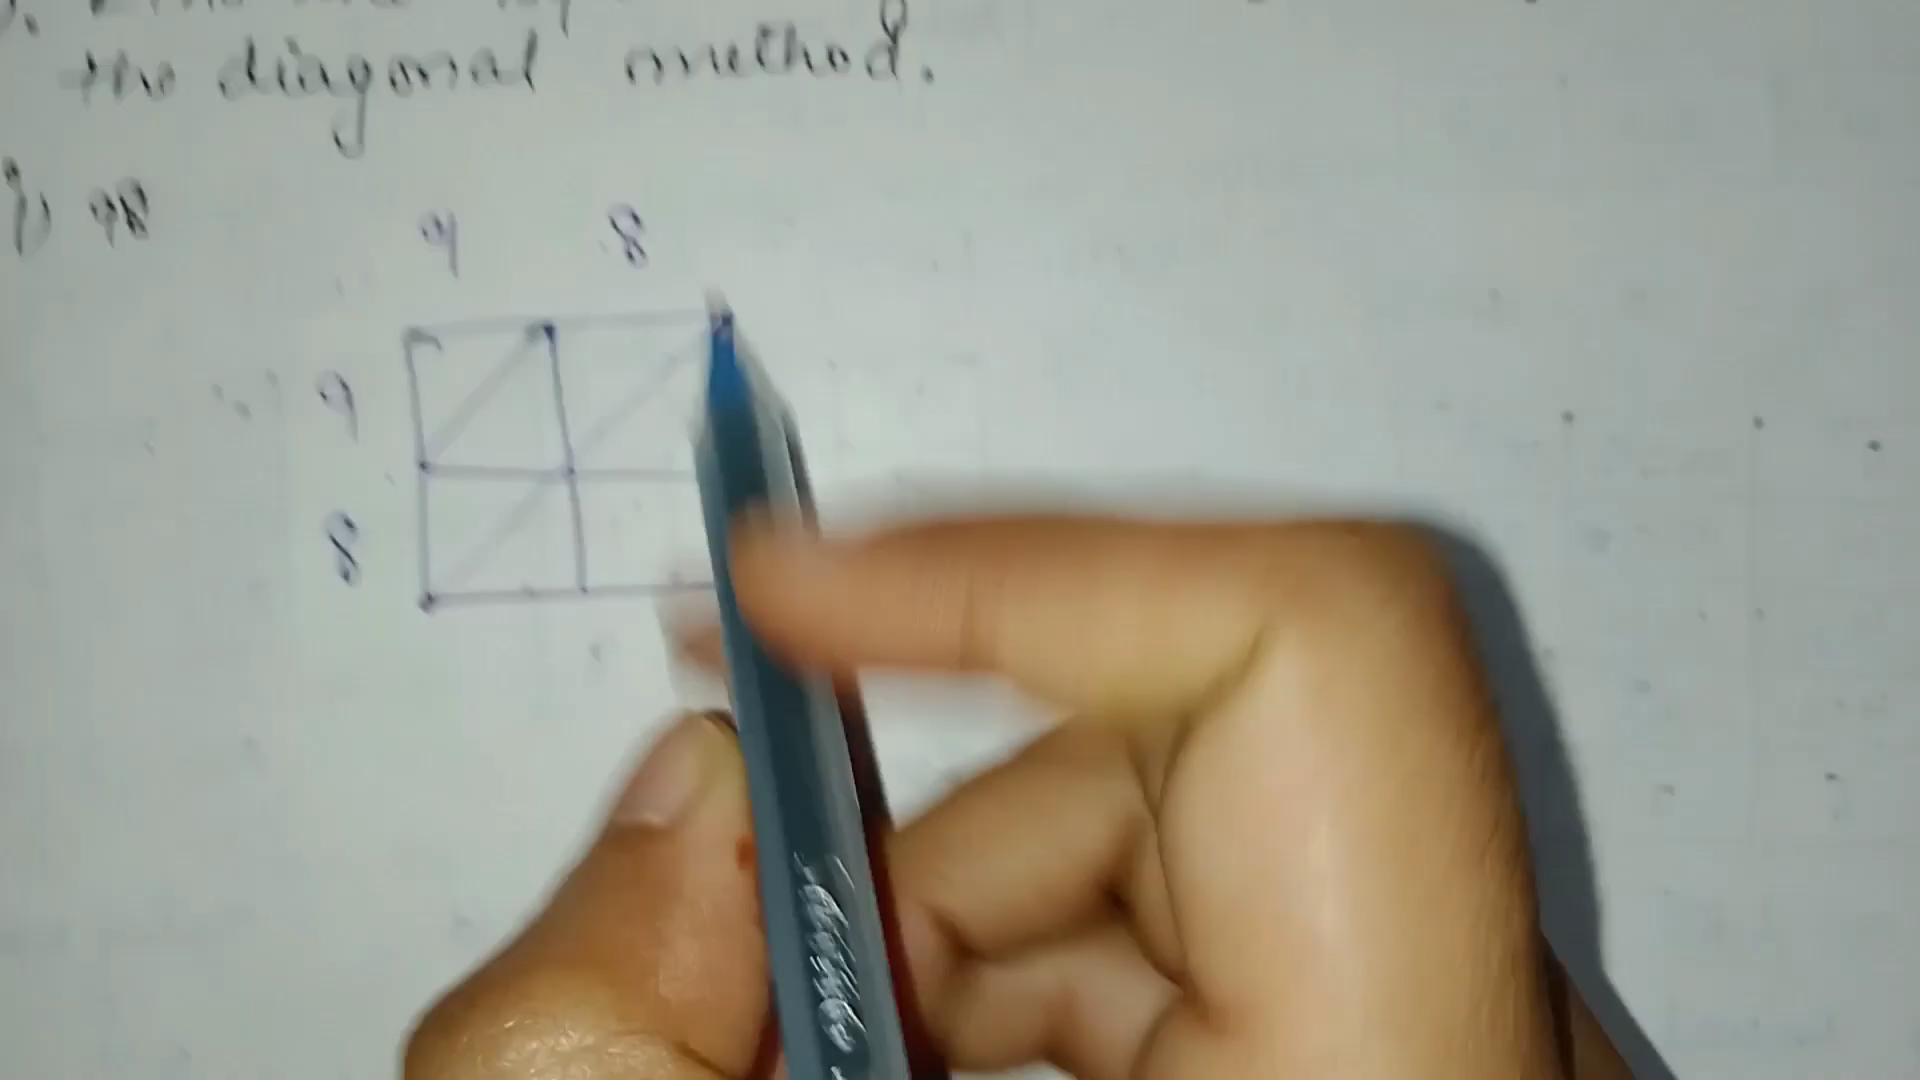 the diagonal method.
i) 98
9 8
9
8